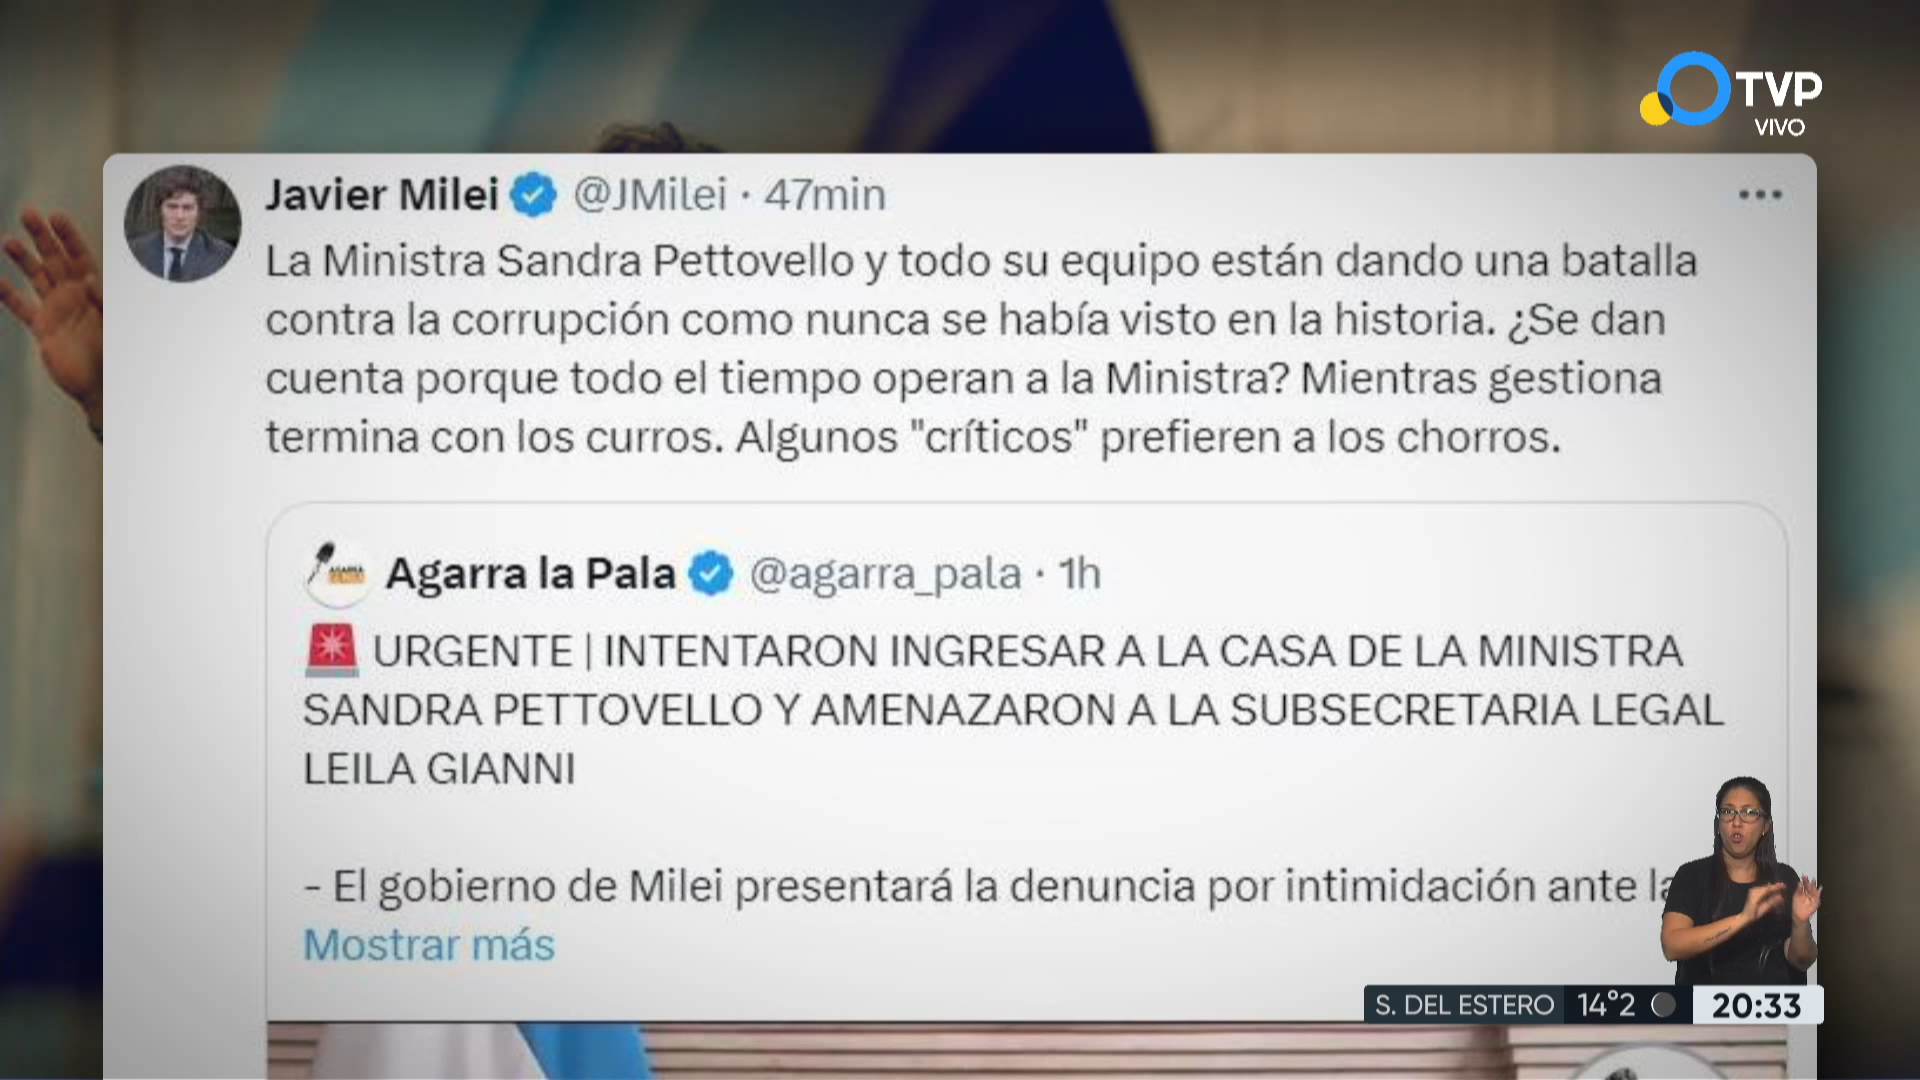 TVP
VIVO
Javier Milei @JMilei · 47min
La Ministra Sandra Pettovello y todo su equipo están dando una batalla
contra la corrupción como nunca se había visto en la historia. ¿Se dan
cuenta porque todo el tiempo operan a la Ministra? Mientras gestiona
termina con los curros. Algunos "críticos" prefieren a los chorros.
Agarra la Pala @agarra_pala · 1h
URGENTE | INTENTARON INGRESAR A LA CASA DE LA MINISTRA
SANDRA PETTOVELLO Y AMENAZARON A LA SUBSECRETARIA LEGAL
LEILA GIANNI
- El gobierno de Milei presentará la denuncia por intimidación ante la
Mostrar más
S. DEL ESTERO 14°2 20:33